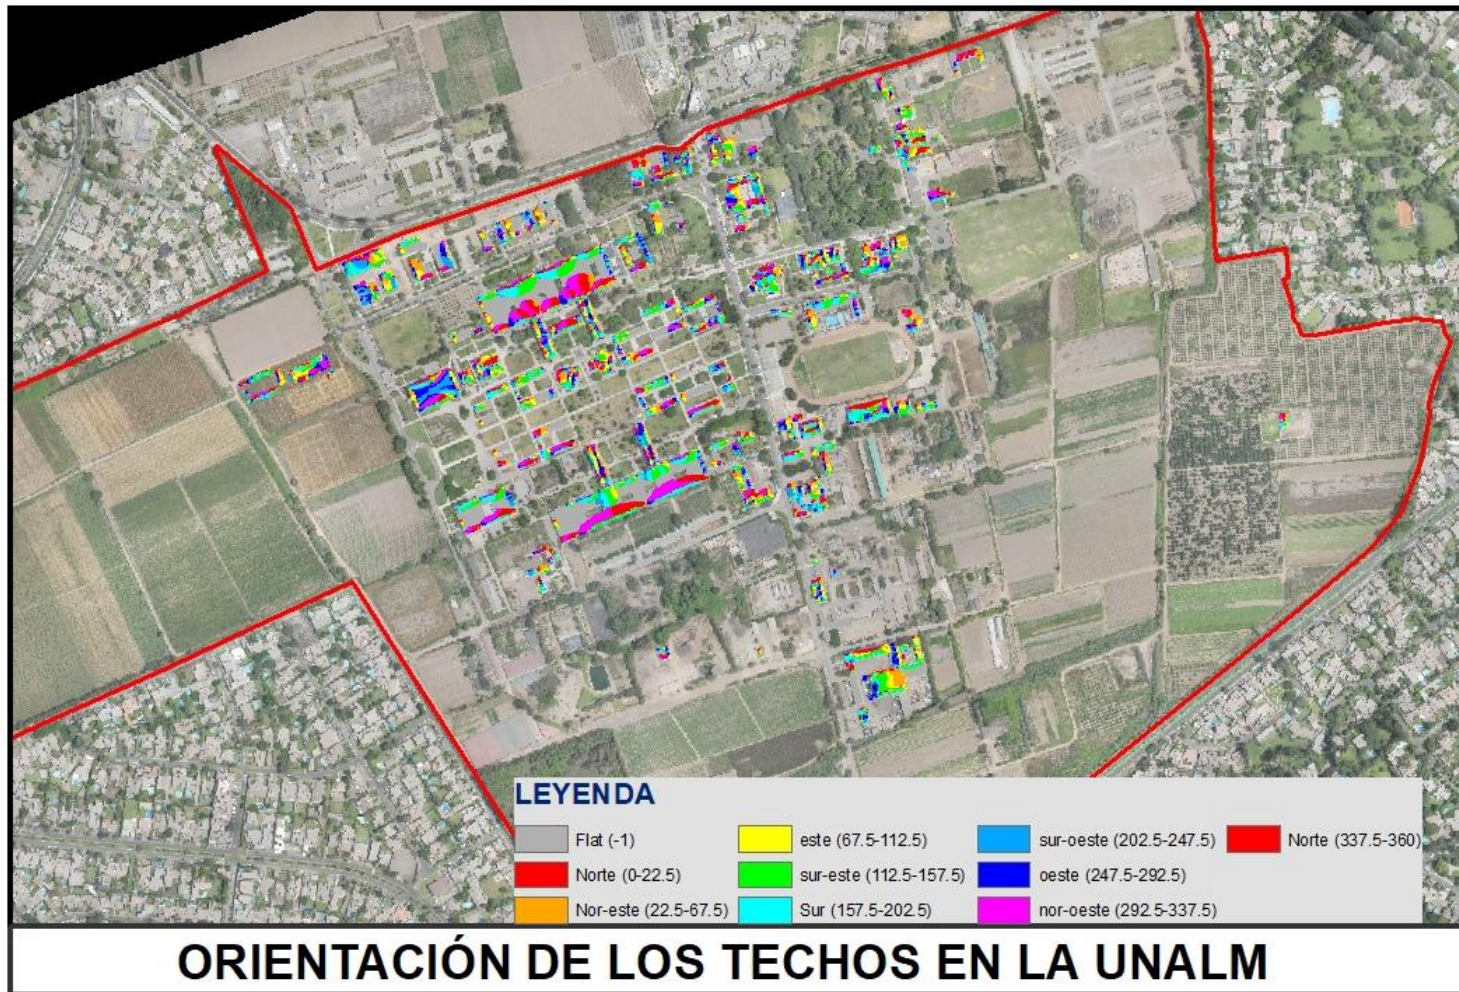 LEYENDA
Flat (-1)
Norte (0-22.5)
Nor-este (22.5-67.5)
este (67.5-112.5)
sur-este (112.5-157.5)
Sur (157.5-202.5)
sur-oeste (202.5-247.5)
oeste (247.5-292.5)
nor-oeste (292.5-337.5)
Norte (337.5-360)
ORIENTACIÓN DE LOS TECHOS EN LA UNALM